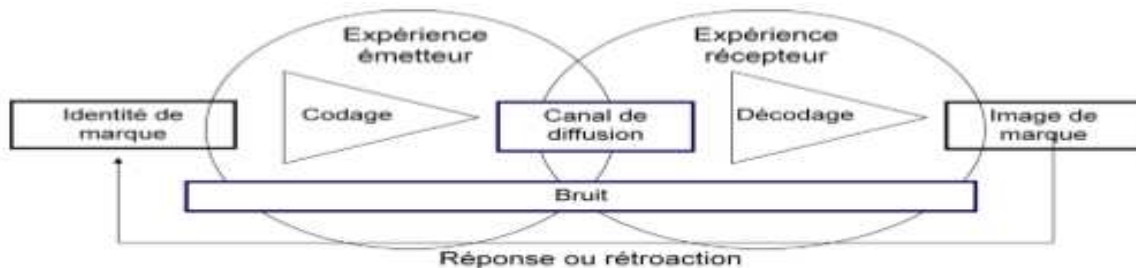 Expérience
émetteur
Expérience
récepteur
Identité de
marque
Codage
Canal de
diffusion
Décodage
Image de
marque
Bruit
Réponse ou rétroaction